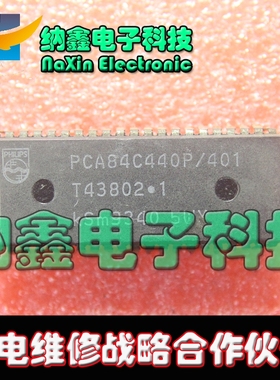 纳鑫电子科技
NaXin Electronic
PHILIPS
PCA84C440P/401
T43802•1
纳鑫电子科技
电维修战略合作伙